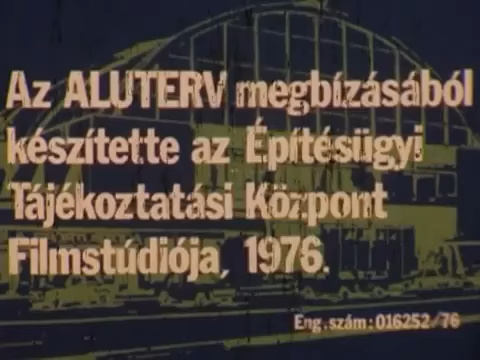 Az ALUTERV megbízásából
készítette az Építésügyi
Tájékoztatási Központ
Filmstúdiója, 1976.
Eng.szám:016252/76